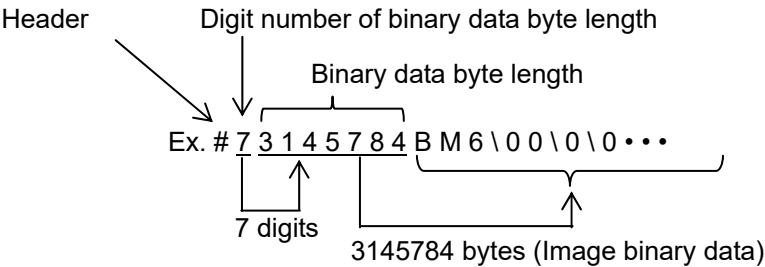 Header Digit number of binary data byte length
Binary data byte length
Ex. # 7 3 1 4 5 7 8 4 B M 6 \ 0 0 \ 0 \ 0 • • •
7 digits
3145784 bytes (Image binary data)